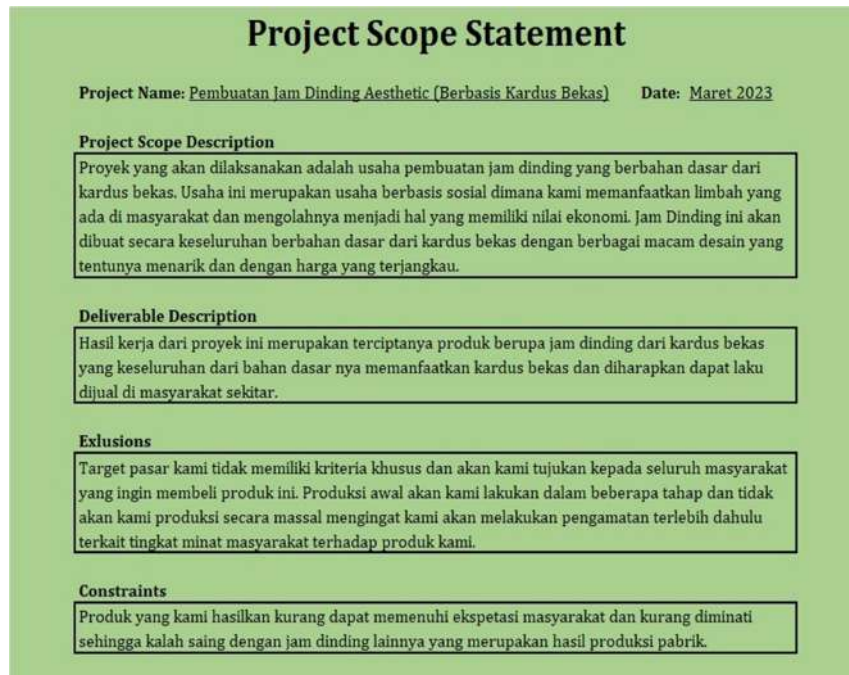 Project Scope Statement
Project Name: Pembuatan Jam Dinding Aesthetic (Berbasis Kardus Bekas) Date: Maret 2023
Project Scope Description
Proyek yang akan dilaksanakan adalah usaha pembuatan jam dinding yang berbahan dasar dari
kardus bekas. Usaha ini merupakan usaha berbasis sosial dimana kami memanfaatkan limbah yang
ada di masyarakat dan mengolahnya menjadi hal yang memiliki nilai ekonomi. Jam Dinding ini akan
dibuat secara keseluruhan berbahan dasar dari kardus bekas dengan berbagai macam desain yang
tentunya menarik dan dengan harga yang terjangkau.
Deliverable Description
Hasil kerja dari proyek ini merupakan terciptanya produk berupa jam dinding dari kardus bekas
yang keseluruhan dari bahan dasar nya memanfaatkan kardus bekas dan diharapkan dapat laku
dijual di masyarakat sekitar.
Exlusions
Target pasar kami tidak memiliki kriteria khusus dan akan kami tujukan kepada seluruh masyarakat
yang ingin membeli produk ini. Produksi awal akan kami lakukan dalam beberapa tahap dan tidak
akan kami produksi secara massal mengingat kami akan melakukan pengamatan terlebih dahulu
terkait tingkat minat masyarakat terhadap produk kami.
Constraints
Produk yang kami hasilkan kurang dapat memenuhi ekspetasi masyarakat dan kurang diminati
sehingga kalah saing dengan jam dinding lainnya yang merupakan hasil produksi pabrik.